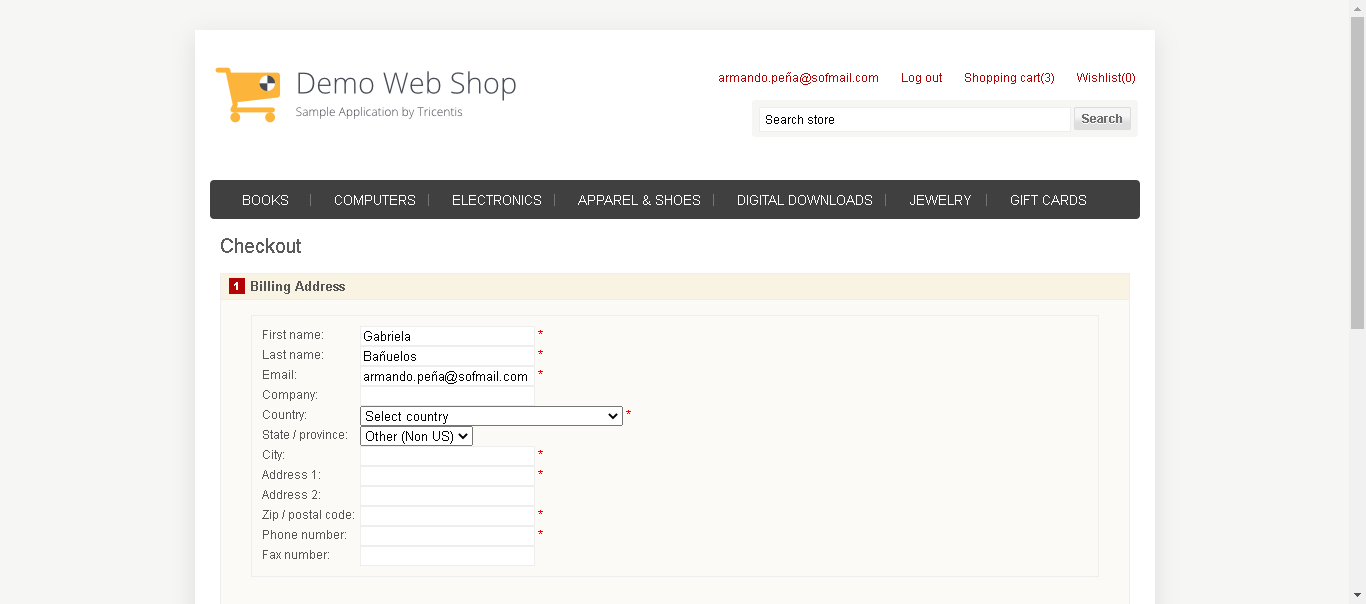 Demo Web Shop
Sample Application by Tricentis
armando.peña@sofmail.com Log out Shopping cart(3) Wishlist(0)
Search store Search
BOOKS COMPUTERS ELECTRONICS APPAREL & SHOES DIGITAL DOWNLOADS JEWELRY GIFT CARDS
Checkout
1 Billing Address
First name: Gabriela *
Last name: Bañuelos *
Email: armando.peña@sofmail.com *
Company:
Country: Select country *
State / province: Other (Non US)
City: *
Address 1: *
Address 2:
Zip / postal code: *
Phone number: *
Fax number: